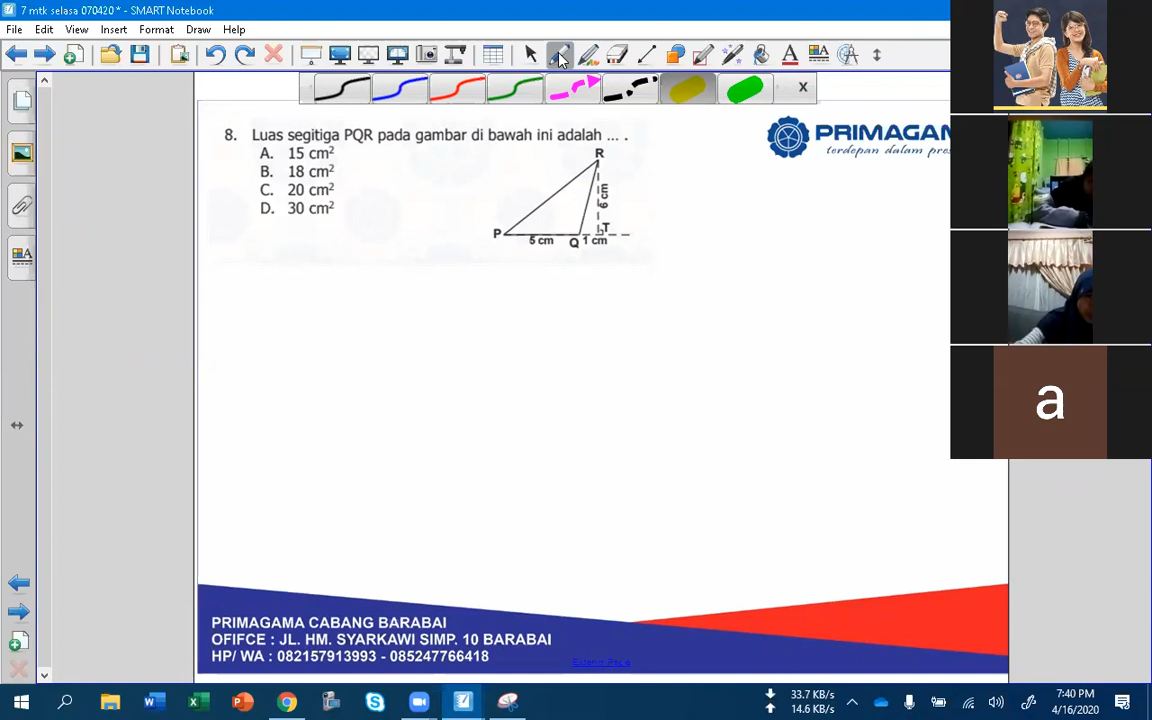 7 mtk selasa 070420 * - SMART Notebook
File Edit View Insert Format Draw Help
A
x
8. Luas segitiga PQR pada gambar di bawah ini adalah ... .
A. 15 cm²
B. 18 cm²
C. 20 cm²
D. 30 cm²
R
6 cm
T
P
5 cm
Q
1 cm
PRIMAGAM
terdepan dalam pres
a
PRIMAGAMA CABANG BARABAI
OFIFCE : JL. HM. SYARKAWI SIMP. 10 BARABAI
HP/ WA : 082157913993 - 085247766418
33.7 KB/s
14.6 KB/s
7:40 PM
4/16/2020